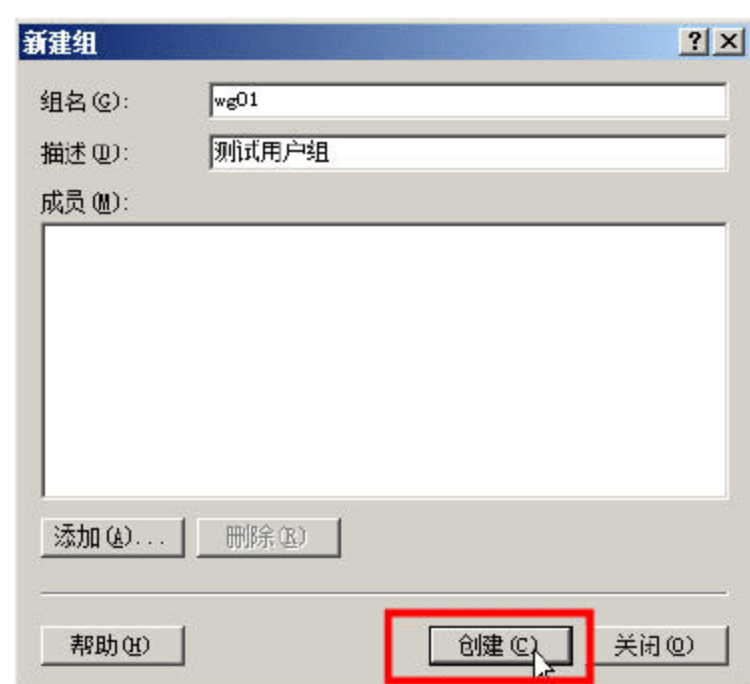 新建组
组名(G): wg01
描述(D): 测试用户组
成员(M):
添加(A)... 删除(R)
帮助(H) 创建(C) 关闭(O)